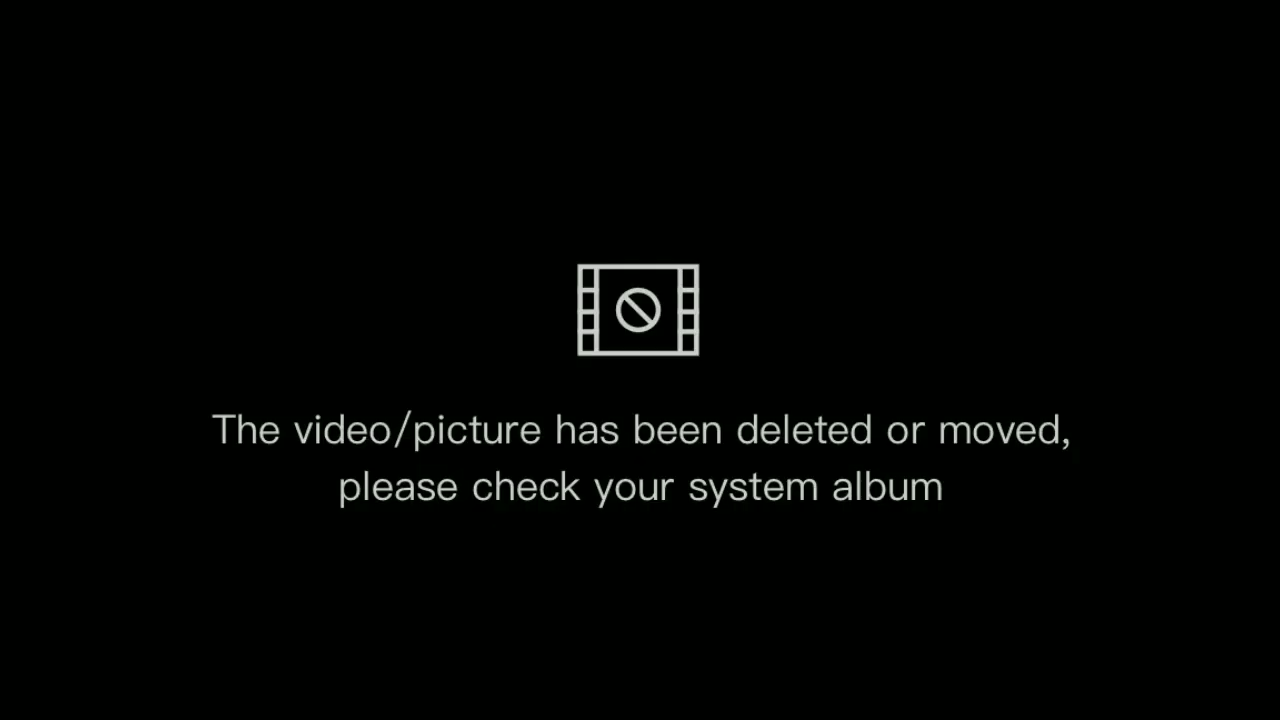 The video/picture has been deleted or moved,
please check your system album